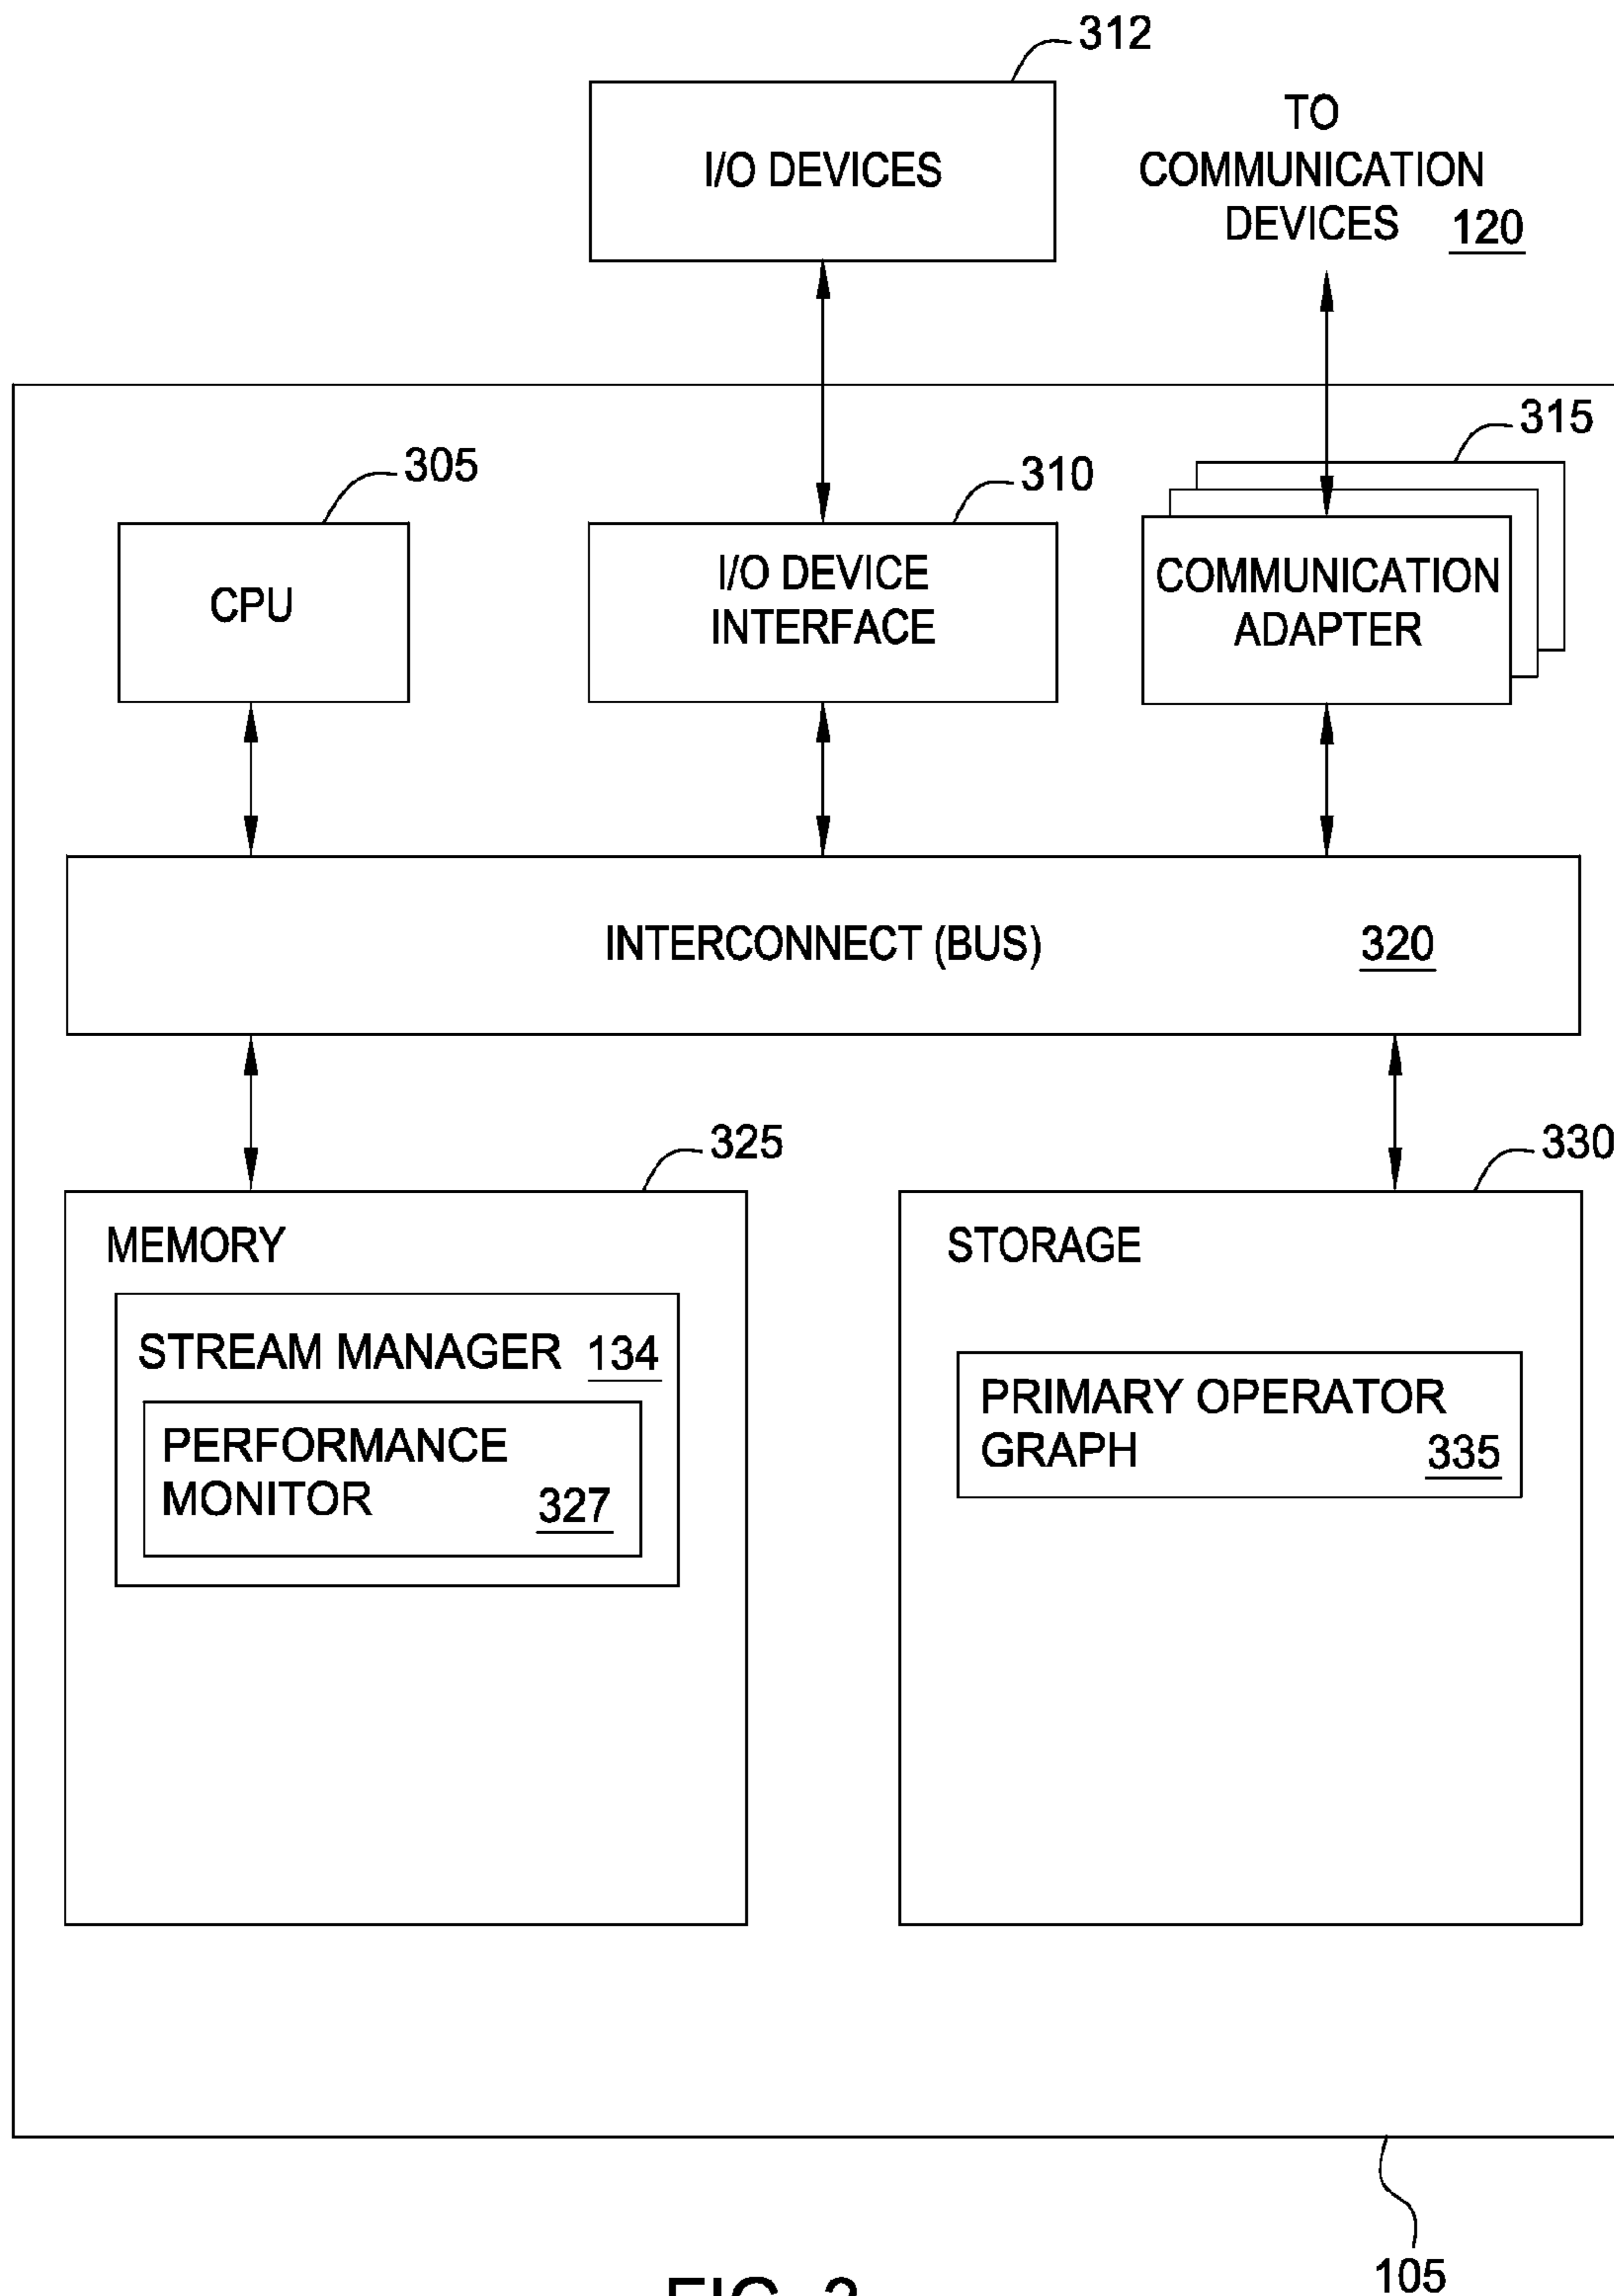 312
I/O DEVICES
TO
COMMUNICATION
DEVICES 120
315
305
310
CPU
I/O DEVICE
INTERFACE
COMMUNICATION
ADAPTER
INTERCONNECT (BUS) 320
325
330
MEMORY
STREAM MANAGER 134
PERFORMANCE
MONITOR 327
STORAGE
PRIMARY OPERATOR
GRAPH 335
105